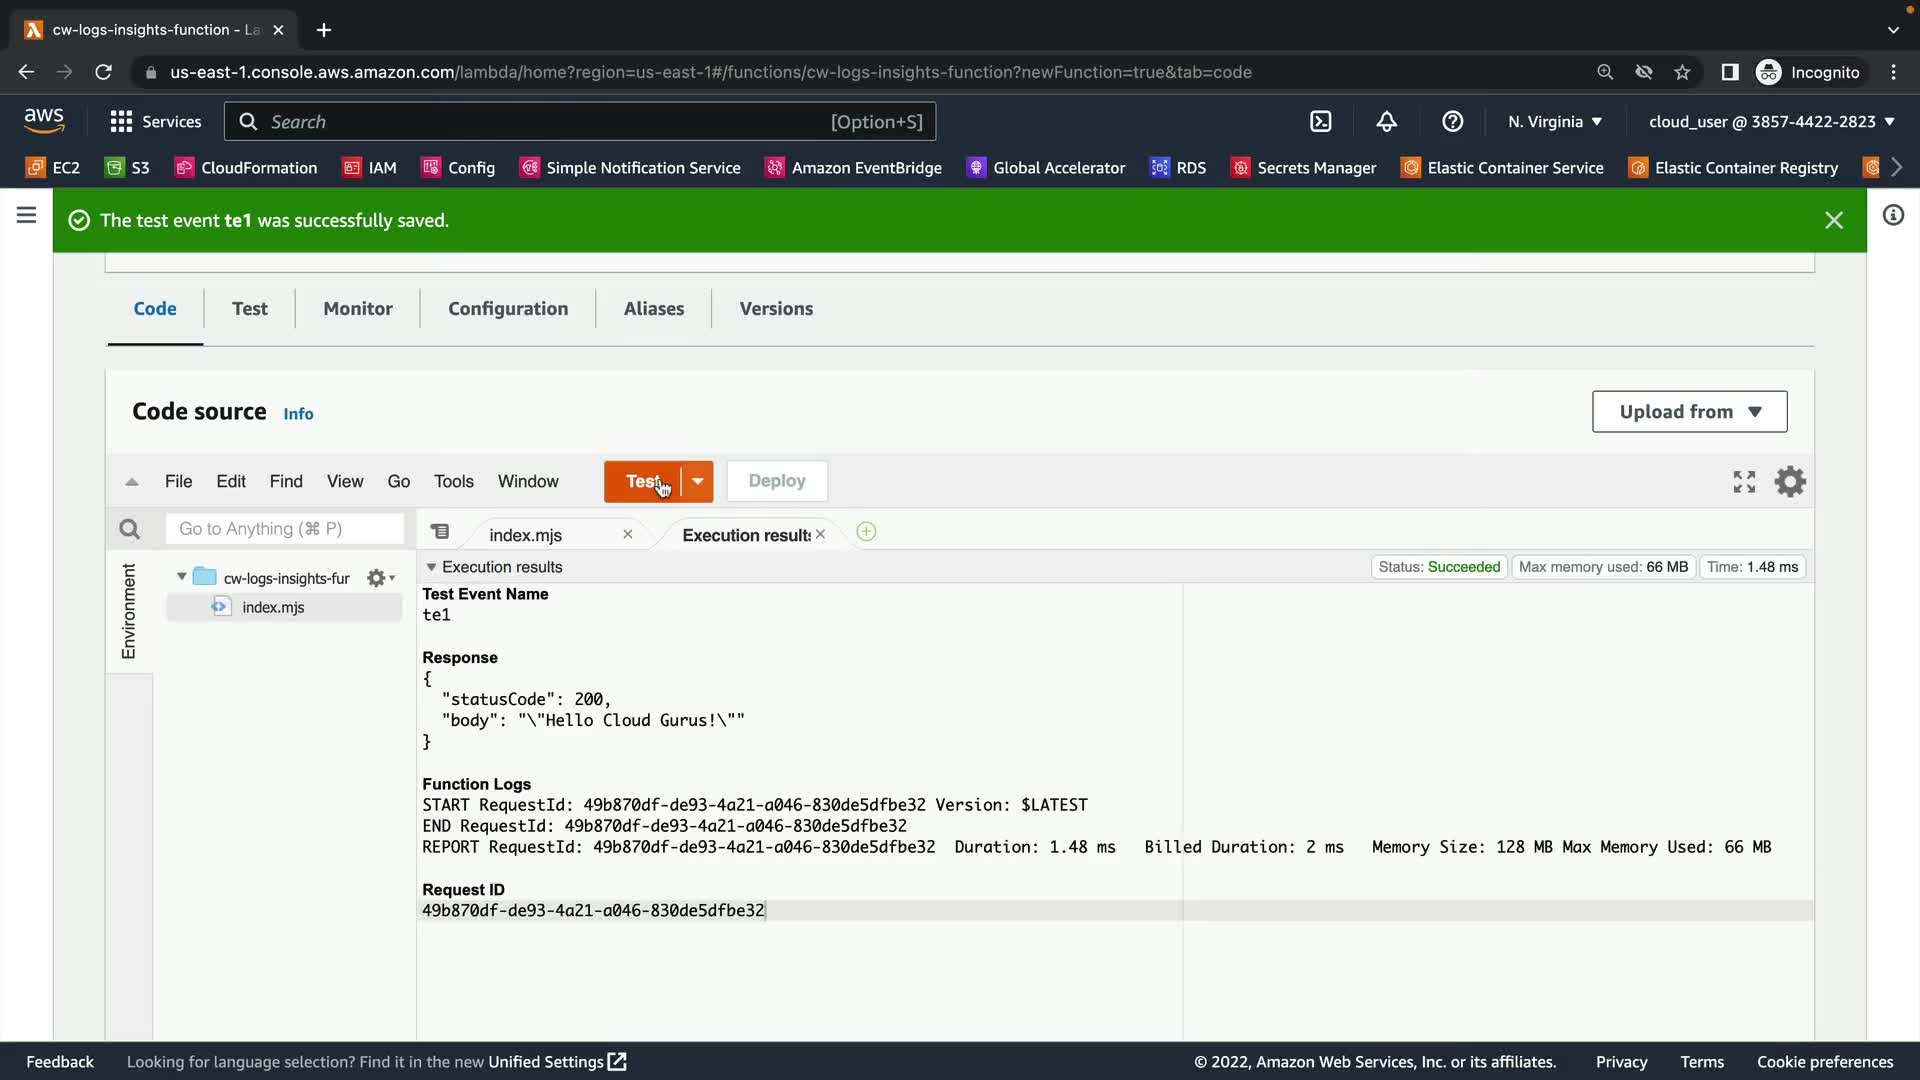 cw-logs-insights-function - La
us-east-1.console.aws.amazon.com/lambda/home?region=us-east-1#/functions/cw-logs-insights-function?newFunction=true&tab=code
Incognito
aws
Services
Search
[Option+S]
N. Virginia
cloud_user @ 3857-4422-2823
EC2
S3
CloudFormation
IAM
Config
Simple Notification Service
Amazon EventBridge
Global Accelerator
RDS
Secrets Manager
Elastic Container Service
Elastic Container Registry
The test event te1 was successfully saved.
Code
Test
Monitor
Configuration
Aliases
Versions
Code source Info
Upload from
File
Edit
Find
View
Go
Tools
Window
Test
Deploy
Go to Anything (⌘ P)
index.mjs
Execution results
Environment
cw-logs-insights-fur
index.mjs
Execution results
Status: Succeeded
Max memory used: 66 MB
Time: 1.48 ms
Test Event Name
te1
Response
{
"statusCode": 200,
"body": "\"Hello Cloud Gurus!\""
}
Function Logs
START RequestId: 49b870df-de93-4a21-a046-830de5dfbe32 Version: $LATEST
END RequestId: 49b870df-de93-4a21-a046-830de5dfbe32
REPORT RequestId: 49b870df-de93-4a21-a046-830de5dfbe32 Duration: 1.48 ms Billed Duration: 2 ms Memory Size: 128 MB Max Memory Used: 66 MB
Request ID
49b870df-de93-4a21-a046-830de5dfbe32
Feedback
Looking for language selection? Find it in the new Unified Settings
© 2022, Amazon Web Services, Inc. or its affiliates.
Privacy
Terms
Cookie preferences